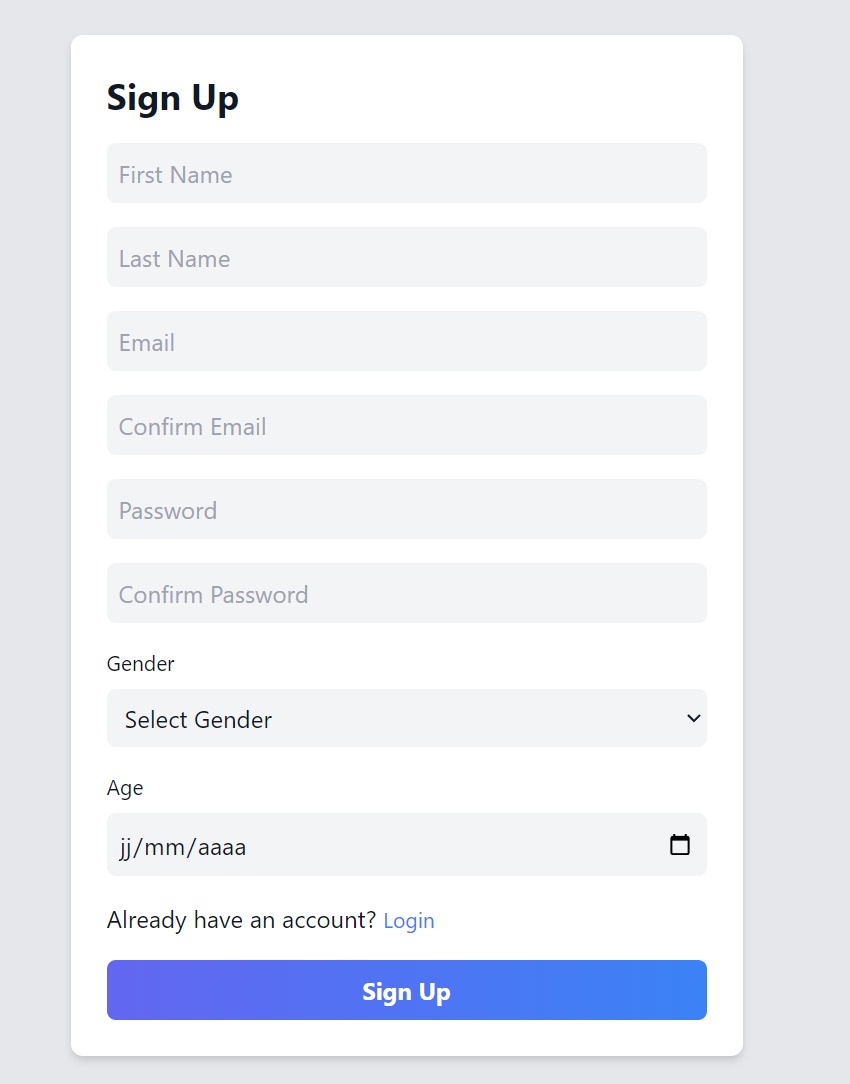 Sign Up
First Name
Last Name
Email
Confirm Email
Password
Confirm Password
Gender
Select Gender
Age
jj/mm/aaaa
Already have an account? Login
Sign Up